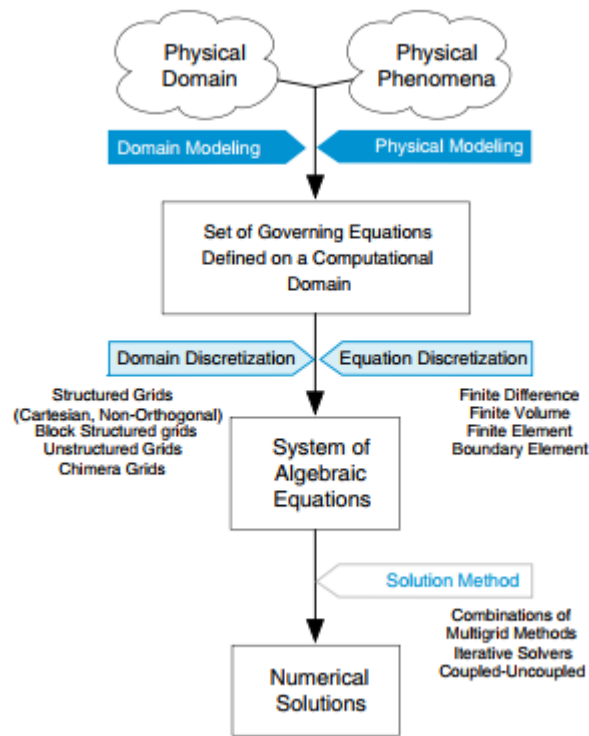 Physical
Domain
Physical
Phenomena
Domain Modeling
Physical Modeling
Set of Governing Equations
Defined on a Computational
Domain
Domain Discretization
Equation Discretization
Structured Grids
(Cartesian, Non-Orthogonal)
Block Structured grids
Unstructured Grids
Chimera Grids
Finite Difference
Finite Volume
Finite Element
Boundary Element
System of
Algebraic
Equations
Solution Method
Combinations of
Multigrid Methods
Iterative Solvers
Coupled-Uncoupled
Numerical
Solutions